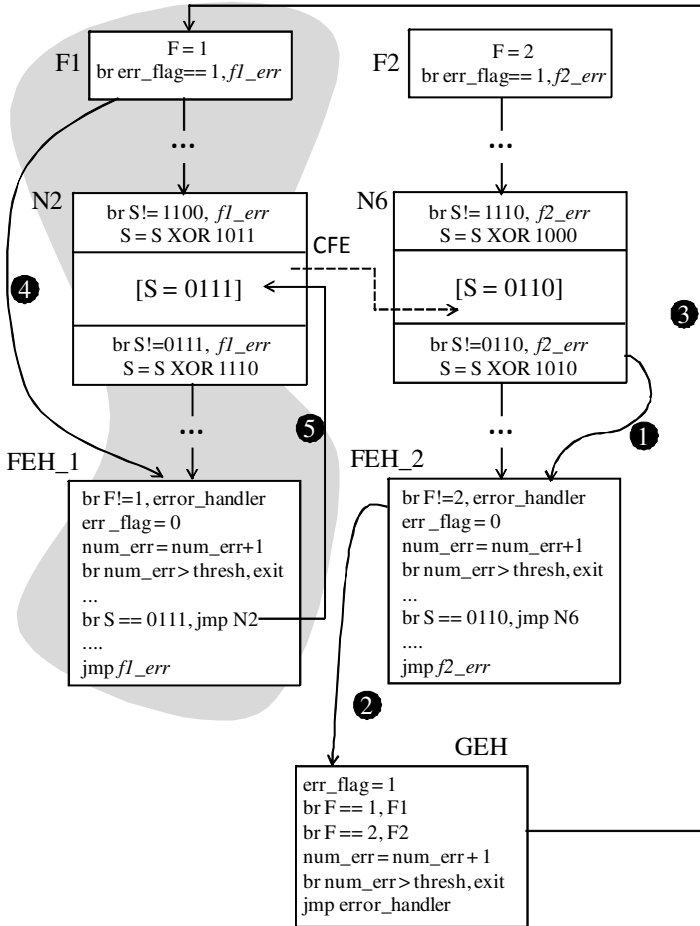 F1
F = 1
br err_flag== 1, f1_err
F2
F = 2
br err_flag== 1, f2_err
...
...
N2
br S!= 1100, f1_err
S = S XOR 1011
[S = 0111]
br S!=0111, f1_err
S = S XOR 1110
CFE
N6
br S!= 1110, f2_err
S = S XOR 1000
[S = 0110]
br S!=0110, f2_err
S = S XOR 1010
4
3
...
5
...
1
FEH_1
br F!=1, error_handler
err_flag = 0
num_err= num_err+1
br num_err> thresh, exit
...
br S == 0111, jmp N2
....
jmp f1_err
FEH_2
br F!=2, error_handler
err_flag = 0
num_err= num_err+1
br num_err> thresh, exit
...
br S == 0110, jmp N6
....
jmp f2_err
2
GEH
err_flag = 1
br F == 1, F1
br F == 2, F2
num_err= num_err + 1
br num_err> thresh, exit
jmp error_handler